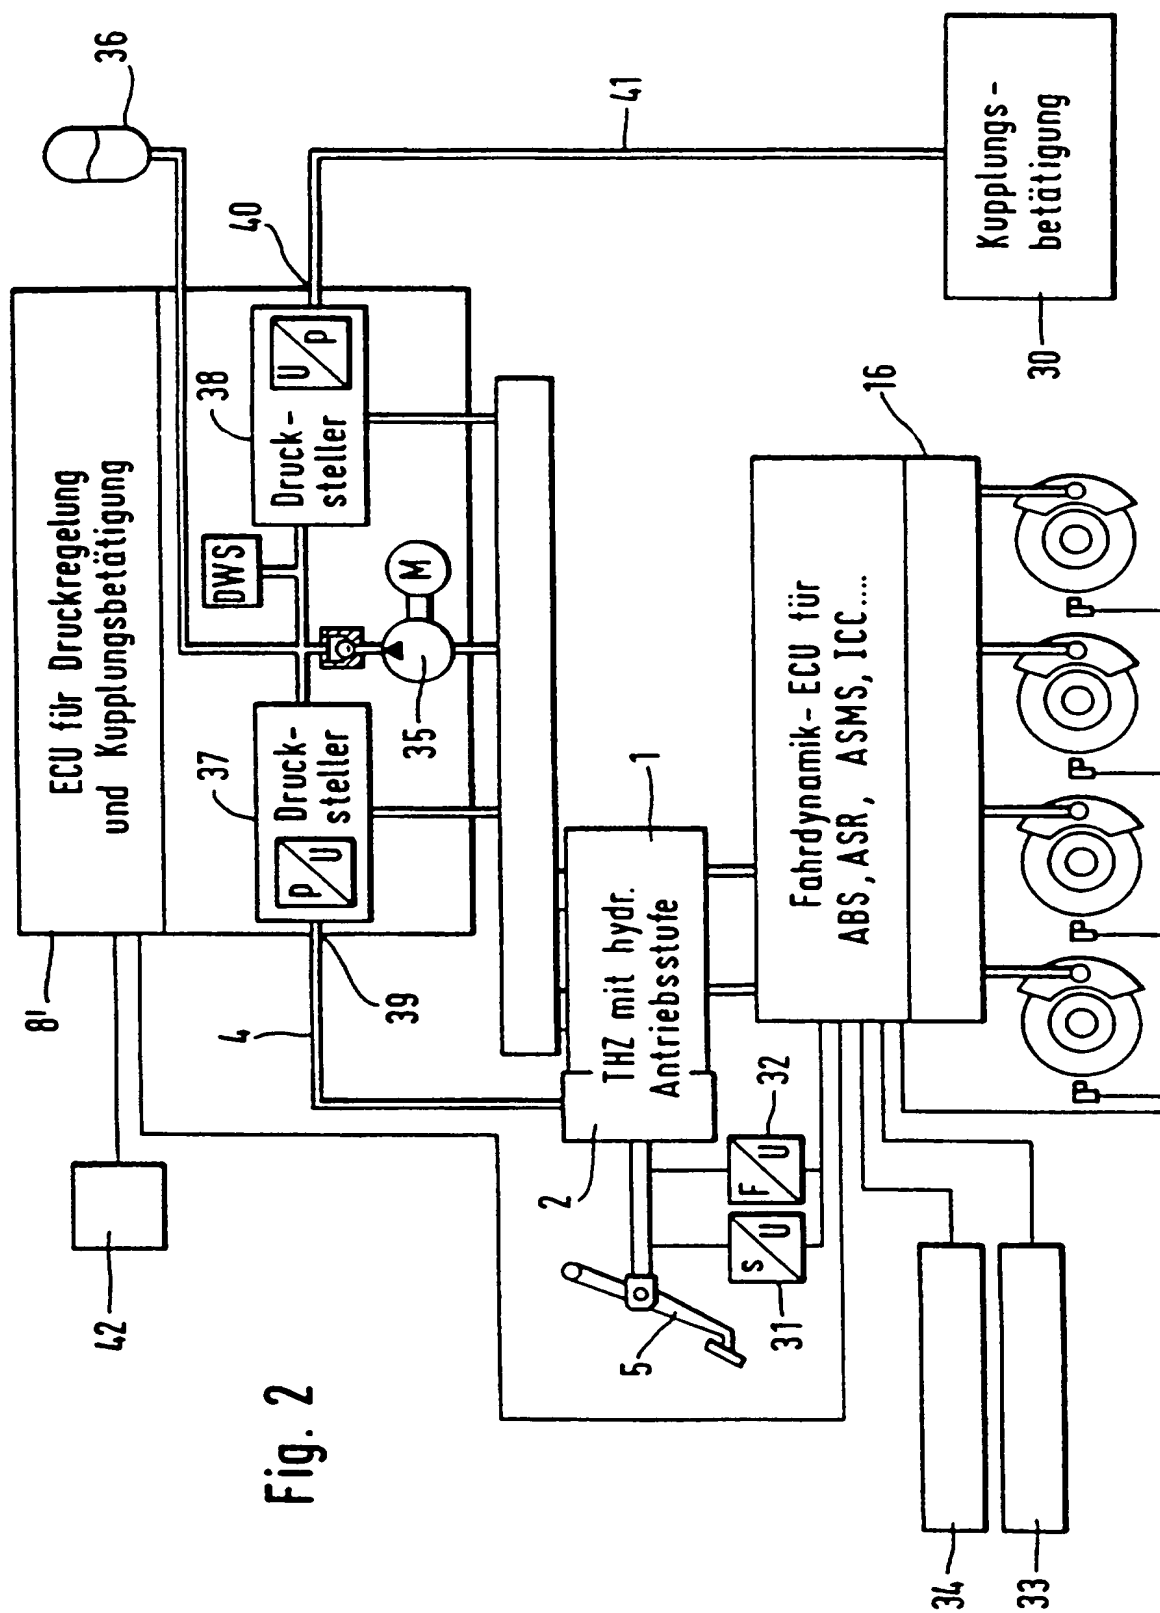 Fig. 2
36
41
40
38
37
8'
ECU für Druckregelung
und Kupplungsbetätigung
DWS
U
P
Druck-
steller
P
U
Druck-
steller
M
35
39
4
42
Kupplungs-
betätigung
30
16
1
THZ mit hydr.
Antriebsstufe
2
32
F
U
s
U
31
5
Fahrdynamik-ECU für
ABS, ASR, ASMS, ICC....
P
P
P
P
34
33